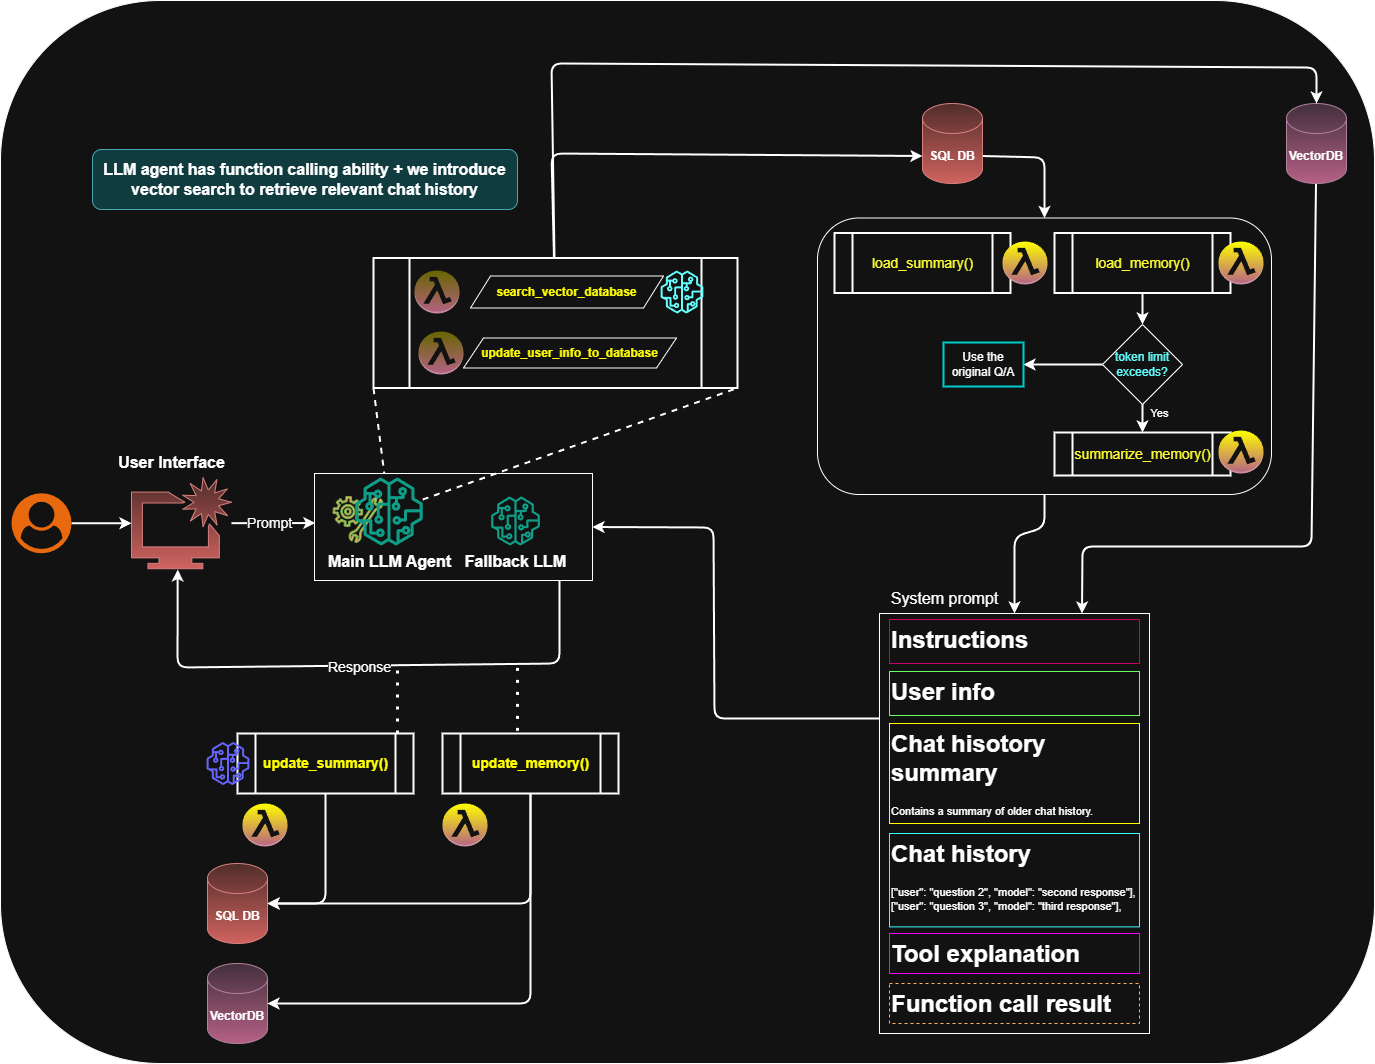 LLM agent has function calling ability + we introduce
vector search to retrieve relevant chat history
SQL DB
VectorDB
load_summary()
load_memory()
search_vector_database
update_user_info_to_database
Use the
original Q/A
token limit
exceeds?
Yes
summarize_memory()
User Interface
Prompt
Main LLM Agent
Fallback LLM
Response
update_summary()
update_memory()
SQL DB
VectorDB
System prompt
Instructions
User info
Chat hisotory
summary
Contains a summary of older chat history.
Chat history
["user": "question 2", "model": "second response"],
["user": "question 3", "model": "third response"],
Tool explanation
Function call result